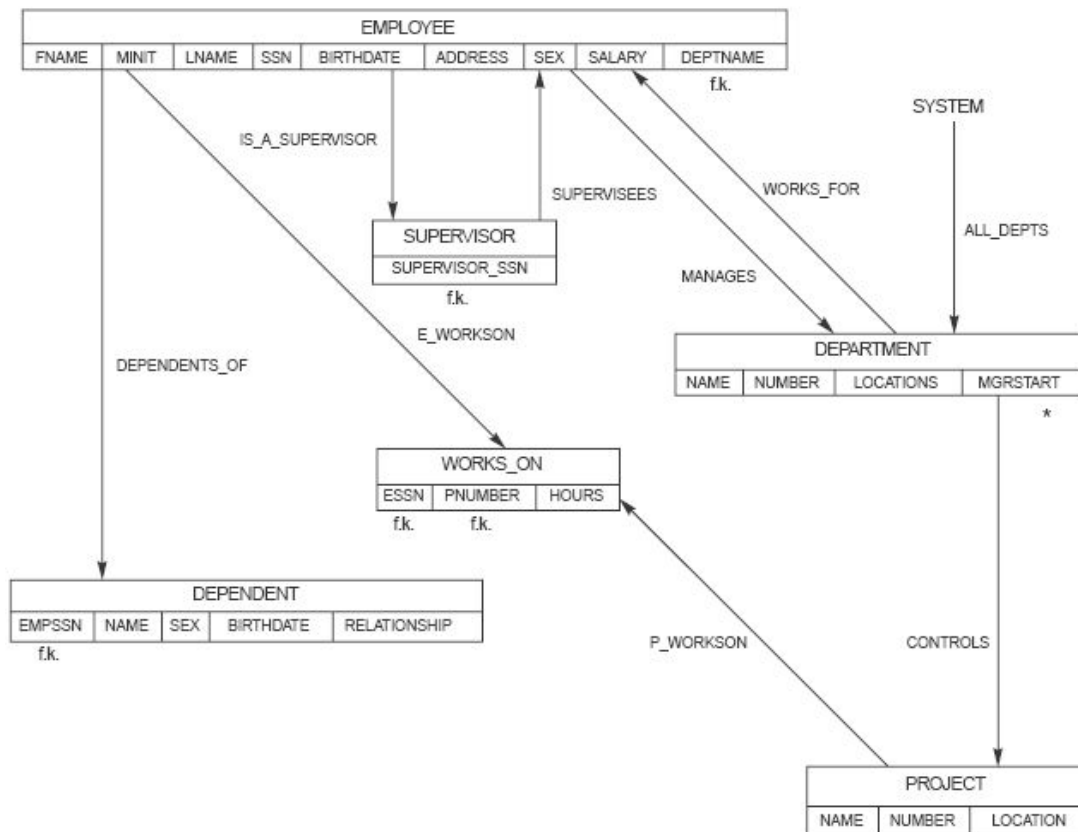 EMPLOYEE
FNAME MINIT LNAME SSN BIRTHDATE ADDRESS SEX SALARY DEPTNAME
f.k.
SYSTEM
IS_A_SUPERVISOR
SUPERVISEES
WORKS_FOR
ALL_DEPTS
SUPERVISOR
SUPERVISOR_SSN
f.k.
MANAGES
E_WORKSON
DEPARTMENT
NAME NUMBER LOCATIONS MGRSTART
*
DEPENDENTS_OF
WORKS_ON
ESSN PNUMBER HOURS
f.k. f.k.
DEPENDENT
EMPSSN NAME SEX BIRTHDATE RELATIONSHIP
f.k.
P_WORKSON
CONTROLS
PROJECT
NAME NUMBER LOCATION